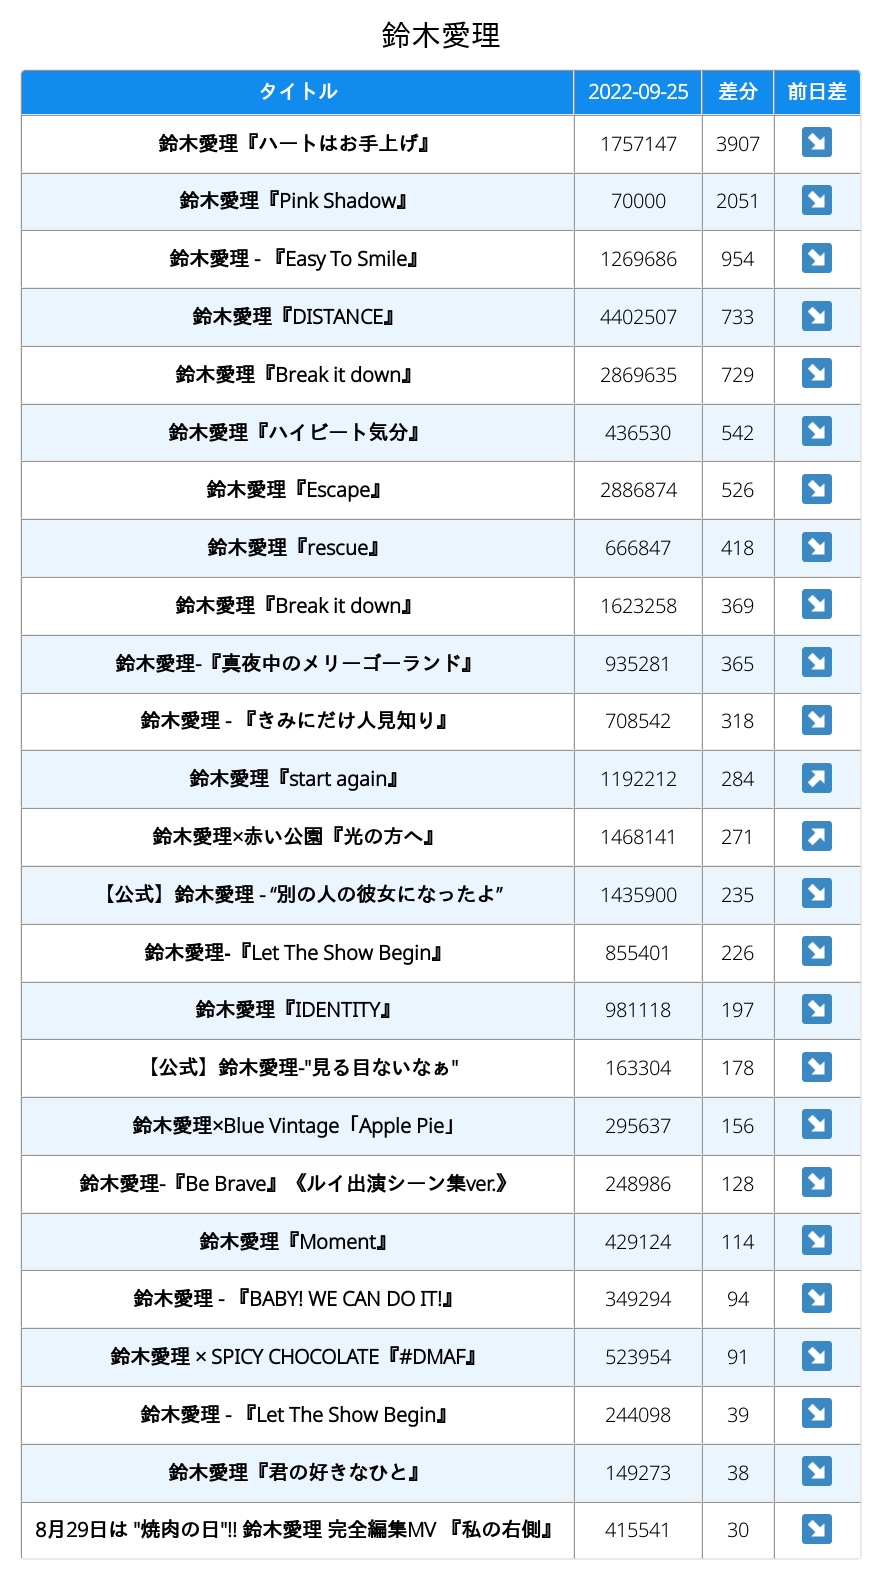 鈴木愛理
タイトル 2022-09-25 差分 前日差
鈴木愛理『ハートはお手上げ』 1757147 3907 ↘
鈴木愛理『Pink Shadow』 70000 2051 ↘
鈴木愛理 - 『Easy To Smile』 1269686 954 ↘
鈴木愛理『DISTANCE』 4402507 733 ↘
鈴木愛理『Break it down』 2869635 729 ↘
鈴木愛理『ハイビート気分』 436530 542 ↘
鈴木愛理『Escape』 2886874 526 ↘
鈴木愛理『rescue』 666847 418 ↘
鈴木愛理『Break it down』 1623258 369 ↘
鈴木愛理-『真夜中のメリーゴーランド』 935281 365 ↘
鈴木愛理 - 『きみにだけ人見知り』 708542 318 ↘
鈴木愛理『start again』 1192212 284 ↗
鈴木愛理×赤い公園『光の方へ』 1468141 271 ↗
【公式】鈴木愛理 - “別の人の彼女になったよ” 1435900 235 ↘
鈴木愛理-『Let The Show Begin』 855401 226 ↘
鈴木愛理『IDENTITY』 981118 197 ↘
【公式】鈴木愛理-"見る目ないなぁ" 163304 178 ↘
鈴木愛理×Blue Vintage「Apple Pie」 295637 156 ↘
鈴木愛理-『Be Brave』《ルイ出演シーン集ver.》 248986 128 ↘
鈴木愛理『Moment』 429124 114 ↘
鈴木愛理 - 『BABY! WE CAN DO IT!』 349294 94 ↘
鈴木愛理 × SPICY CHOCOLATE『#DMAF』 523954 91 ↘
鈴木愛理 - 『Let The Show Begin』 244098 39 ↘
鈴木愛理『君の好きなひと』 149273 38 ↘
8月29日は "焼肉の日"!! 鈴木愛理 完全編集MV 『私の右側』 415541 30 ↘